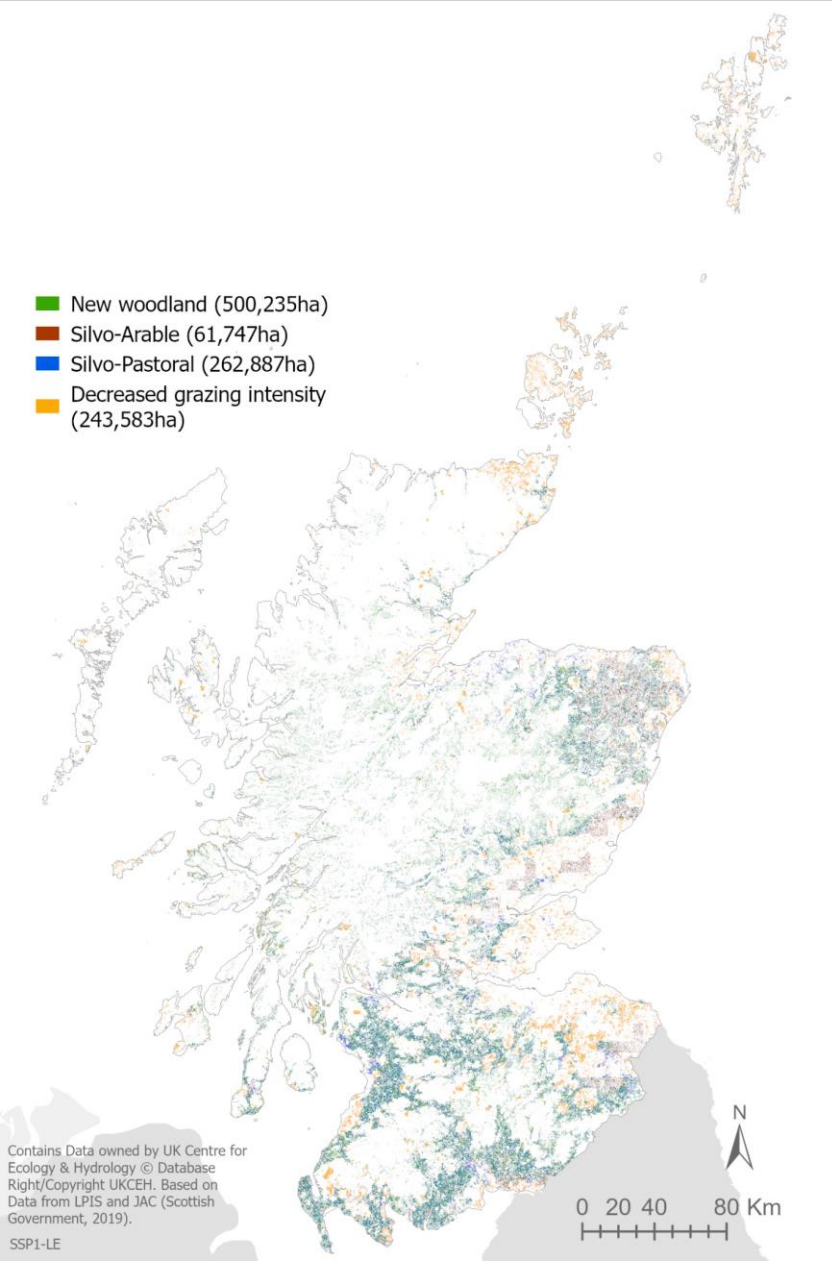 New woodland (500,235ha)
Silvo-Arable (61,747ha)
Silvo-Pastoral (262,887ha)
Decreased grazing intensity
(243,583ha)
Contains Data owned by UK Centre for
Ecology & Hydrology © Database
Right/Copyright UKCEH. Based on
Data from LPIS and JAC (Scottish
Government, 2019).
SSP1-LE
N
0 20 40 80 Km